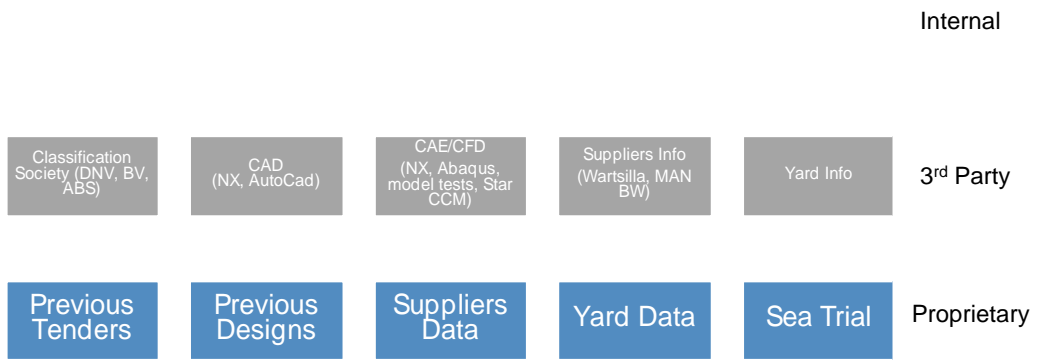 Internal
Classification
Society (DNV, BV,
ABS)
CAD
(NX, AutoCad)
CAE/CFD
(NX, Abaqus,
model tests, Star
CCM)
Suppliers Info
(Wartsilla, MAN
BW)
Yard Info
3rd Party
Previous
Tenders
Previous
Designs
Suppliers
Data
Yard Data
Sea Trial
Proprietary